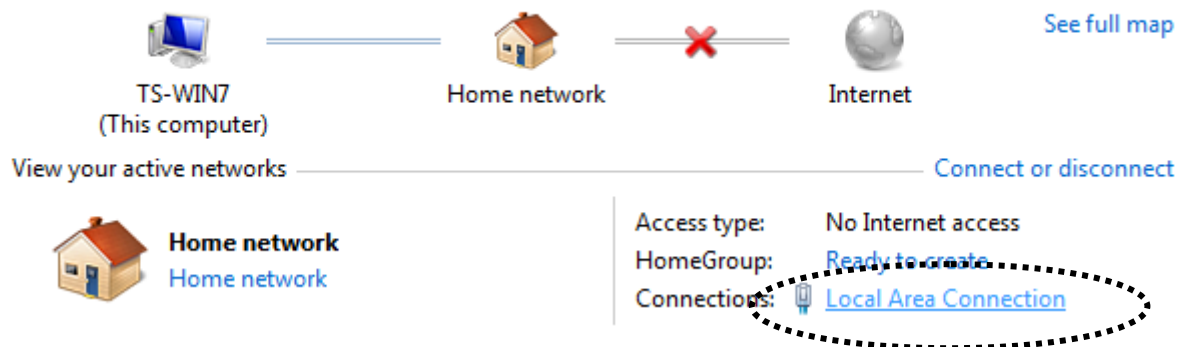 See full map
TS-WIN7
(This computer)
Home network
Internet
View your active networks
Connect or disconnect
Home network
Home network
Access type: No Internet access
HomeGroup: Ready to create
Connections: Local Area Connection